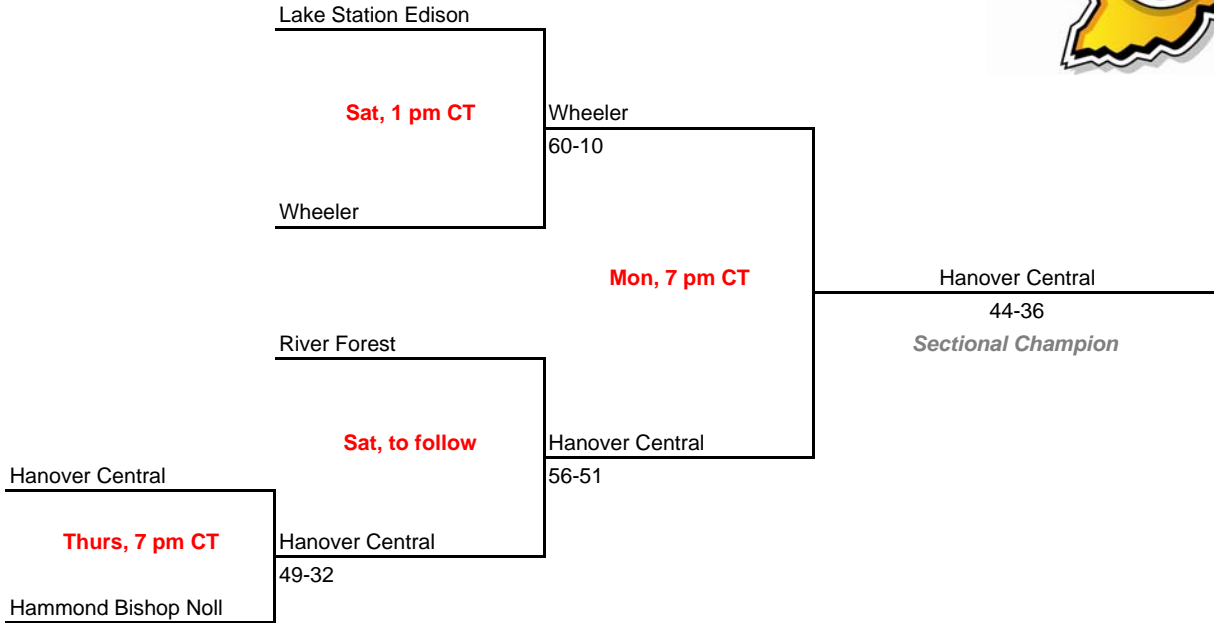 Lake Station Edison
Sat, 1 pm CT
Wheeler
60-10
Wheeler
Mon, 7 pm CT
Hanover Central
44-36
Sectional Champion
River Forest
Sat, to follow
Hanover Central
56-51
Hanover Central
Thurs, 7 pm CT
Hanover Central
49-32
Hammond Bishop Noll